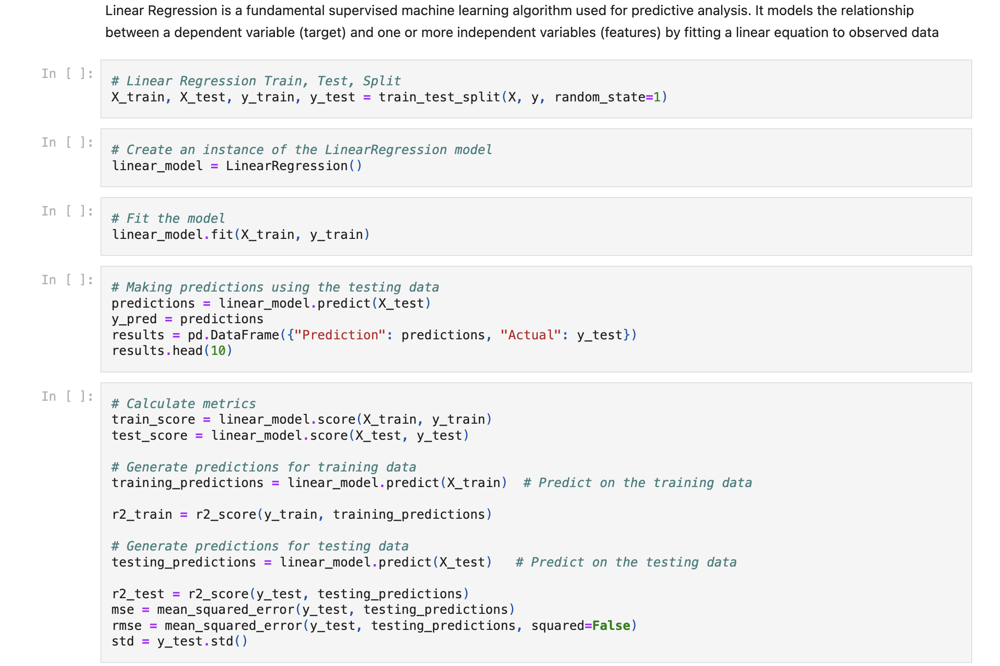 Linear Regression is a fundamental supervised machine learning algorithm used for predictive analysis. It models the relationship
between a dependent variable (target) and one or more independent variables (features) by fitting a linear equation to observed data
In [ ]:
# Linear Regression Train, Test, Split
X_train, X_test, y_train, y_test = train_test_split(X, y, random_state=1)
In [ ]:
# Create an instance of the LinearRegression model
linear_model = LinearRegression()
In [ ]:
# Fit the model
linear_model.fit(X_train, y_train)
In [ ]:
# Making predictions using the testing data
predictions = linear_model.predict(X_test)
y_pred = predictions
results = pd.DataFrame({"Prediction": predictions, "Actual": y_test})
results.head(10)
In [ ]:
# Calculate metrics
train_score = linear_model.score(X_train, y_train)
test_score = linear_model.score(X_test, y_test)
# Generate predictions for training data
training_predictions = linear_model.predict(X_train)  # Predict on the training data
r2_train = r2_score(y_train, training_predictions)
# Generate predictions for testing data
testing_predictions = linear_model.predict(X_test)   # Predict on the testing data
r2_test = r2_score(y_test, testing_predictions)
mse = mean_squared_error(y_test, testing_predictions)
rmse = mean_squared_error(y_test, testing_predictions, squared=False)
std = y_test.std()